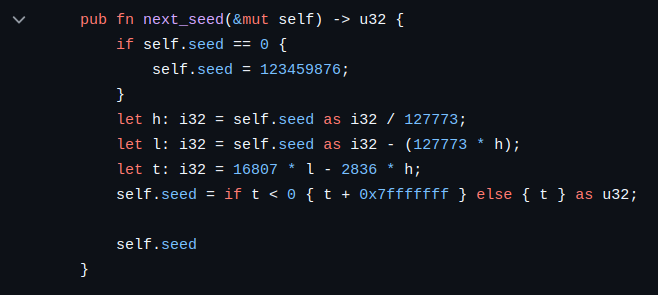 pub fn next_seed(&mut self) -> u32 {
    if self.seed == 0 {
        self.seed = 123459876;
    }
    let h: i32 = self.seed as i32 / 127773;
    let l: i32 = self.seed as i32 - (127773 * h);
    let t: i32 = 16807 * l - 2836 * h;
    self.seed = if t < 0 { t + 0x7fffffff } else { t } as u32;

    self.seed
}